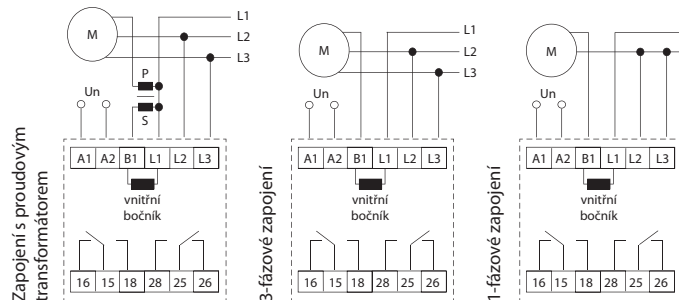 Zapojení s proudovým
transformátorem
M
L1
L2
L3
P
S
Un
A1 A2 B1 L1 L2 L3
vnitřní
bočník
16 15 18 28 25 26
3-fázové zapojení
M
L1
L2
L3
Un
A1 A2 B1 L1 L2 L3
vnitřní
bočník
16 15 18 28 25 26
1-fázové zapojení
M
Un
A1 A2 B1 L1 L2 L3
vnitřní
bočník
16 15 18 28 25 26